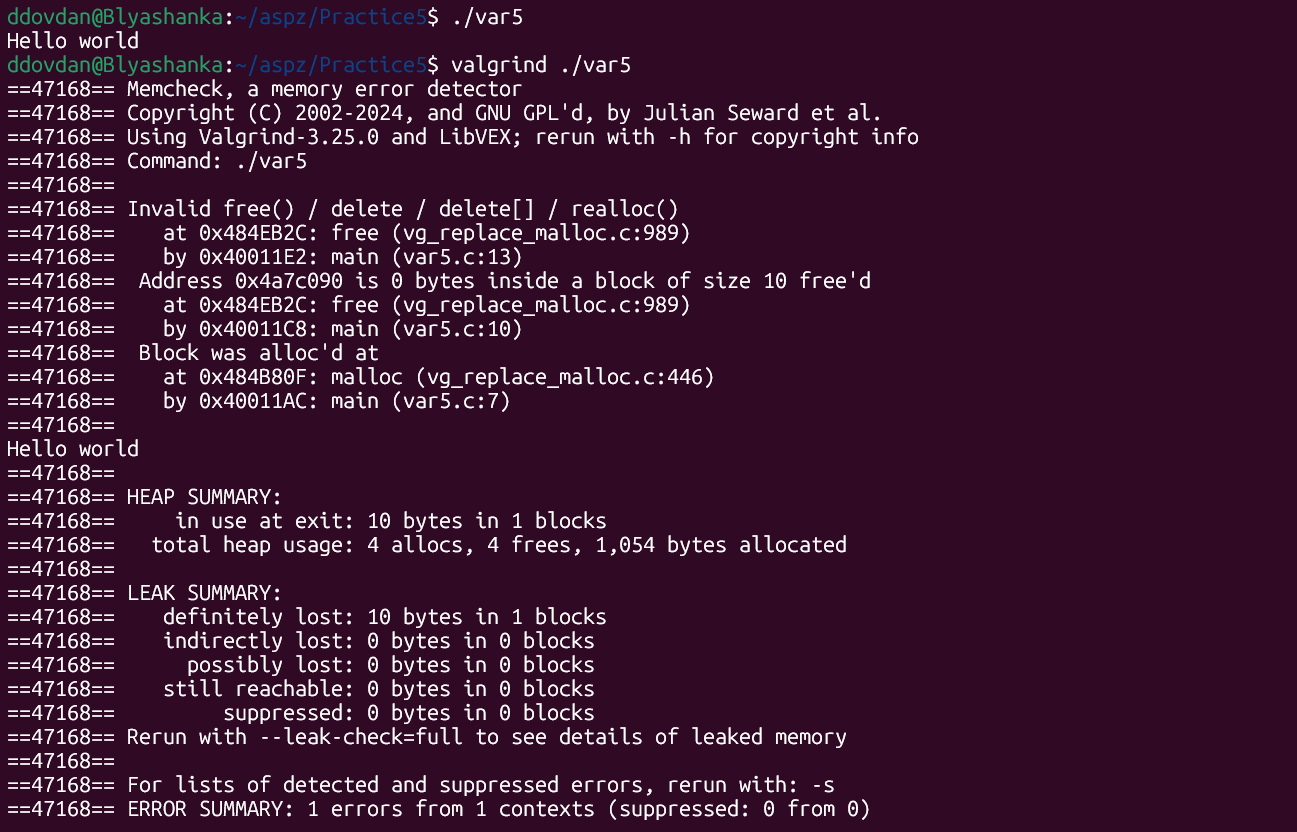 ddovdan@Blyashanka:~/aspz/Practice5$ ./var5
Hello world
ddovdan@Blyashanka:~/aspz/Practice5$ valgrind ./var5
==47168== Memcheck, a memory error detector
==47168== Copyright (C) 2002-2024, and GNU GPL'd, by Julian Seward et al.
==47168== Using Valgrind-3.25.0 and LibVEX; rerun with -h for copyright info
==47168== Command: ./var5
==47168==
==47168== Invalid free() / delete / delete[] / realloc()
==47168==    at 0x484EB2C: free (vg_replace_malloc.c:989)
==47168==    by 0x40011E2: main (var5.c:13)
==47168==  Address 0x4a7c090 is 0 bytes inside a block of size 10 free'd
==47168==    at 0x484EB2C: free (vg_replace_malloc.c:989)
==47168==    by 0x40011C8: main (var5.c:10)
==47168==  Block was alloc'd at
==47168==    at 0x484B80F: malloc (vg_replace_malloc.c:446)
==47168==    by 0x40011AC: main (var5.c:7)
==47168==
Hello world
==47168==
==47168== HEAP SUMMARY:
==47168==     in use at exit: 10 bytes in 1 blocks
==47168==   total heap usage: 4 allocs, 4 frees, 1,054 bytes allocated
==47168==
==47168== LEAK SUMMARY:
==47168==    definitely lost: 10 bytes in 1 blocks
==47168==    indirectly lost: 0 bytes in 0 blocks
==47168==      possibly lost: 0 bytes in 0 blocks
==47168==    still reachable: 0 bytes in 0 blocks
==47168==         suppressed: 0 bytes in 0 blocks
==47168== Rerun with --leak-check=full to see details of leaked memory
==47168==
==47168== For lists of detected and suppressed errors, rerun with: -s
==47168== ERROR SUMMARY: 1 errors from 1 contexts (suppressed: 0 from 0)